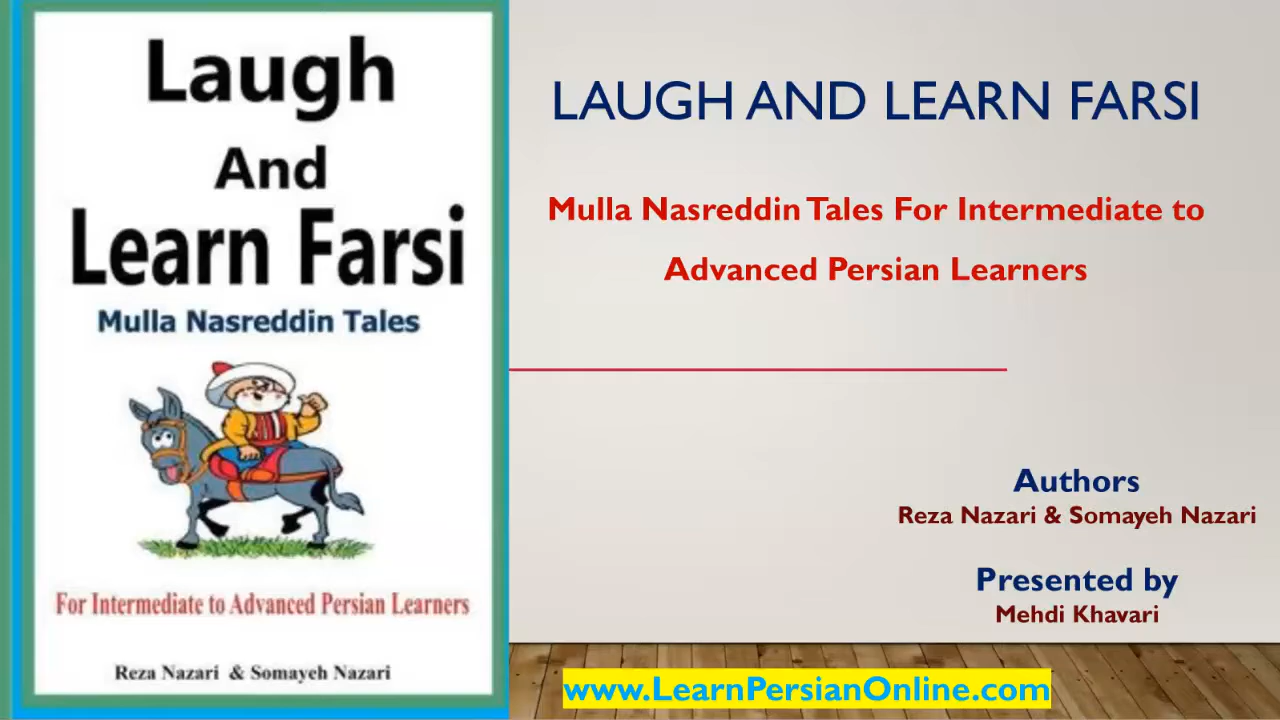 Laugh
And
Learn Farsi
Mulla Nasreddin Tales
For Intermediate to Advanced Persian Learners
Reza Nazari & Somayeh Nazari
LAUGH AND LEARN FARSI
Mulla Nasreddin Tales For Intermediate to
Advanced Persian Learners
Authors
Reza Nazari & Somayeh Nazari
Presented by
Mehdi Khavari
www.LearnPersianOnline.com